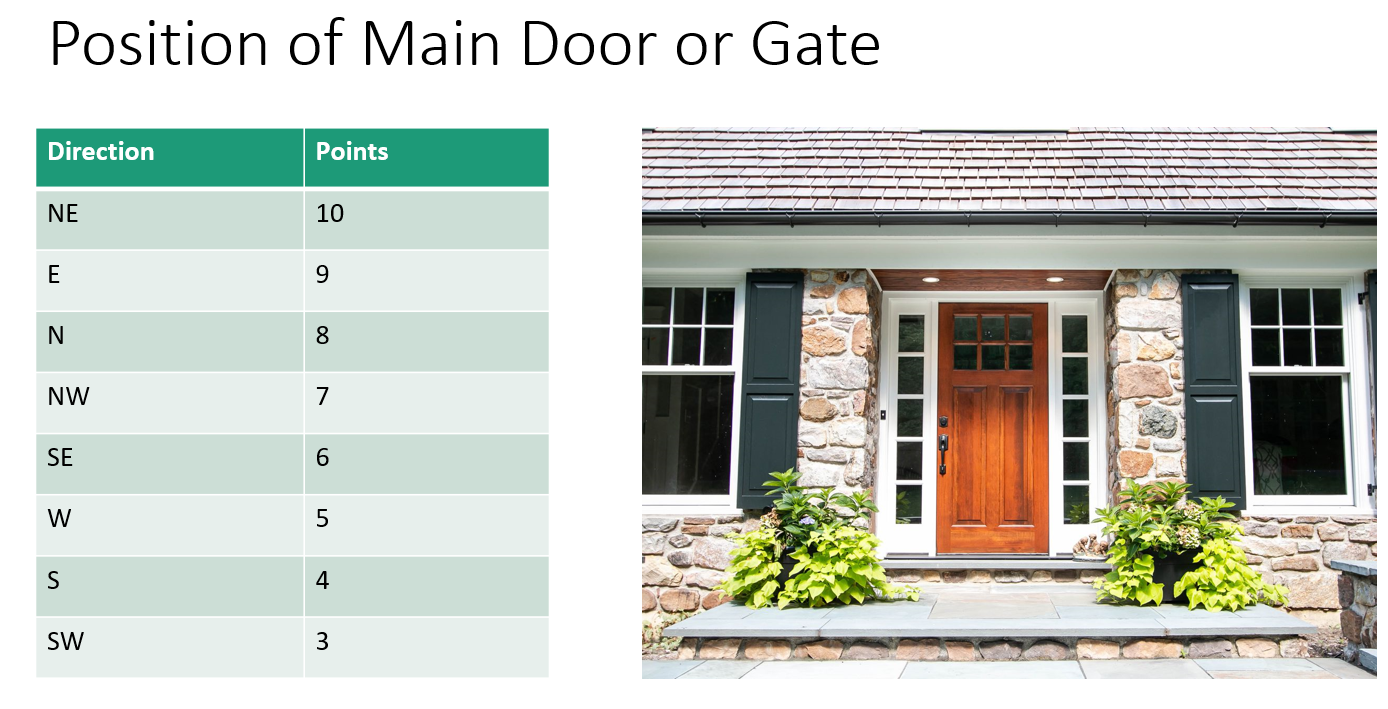 Position of Main Door or Gate
Direction Points
NE 10
E 9
N 8
NW 7
SE 6
W 5
S 4
SW 3